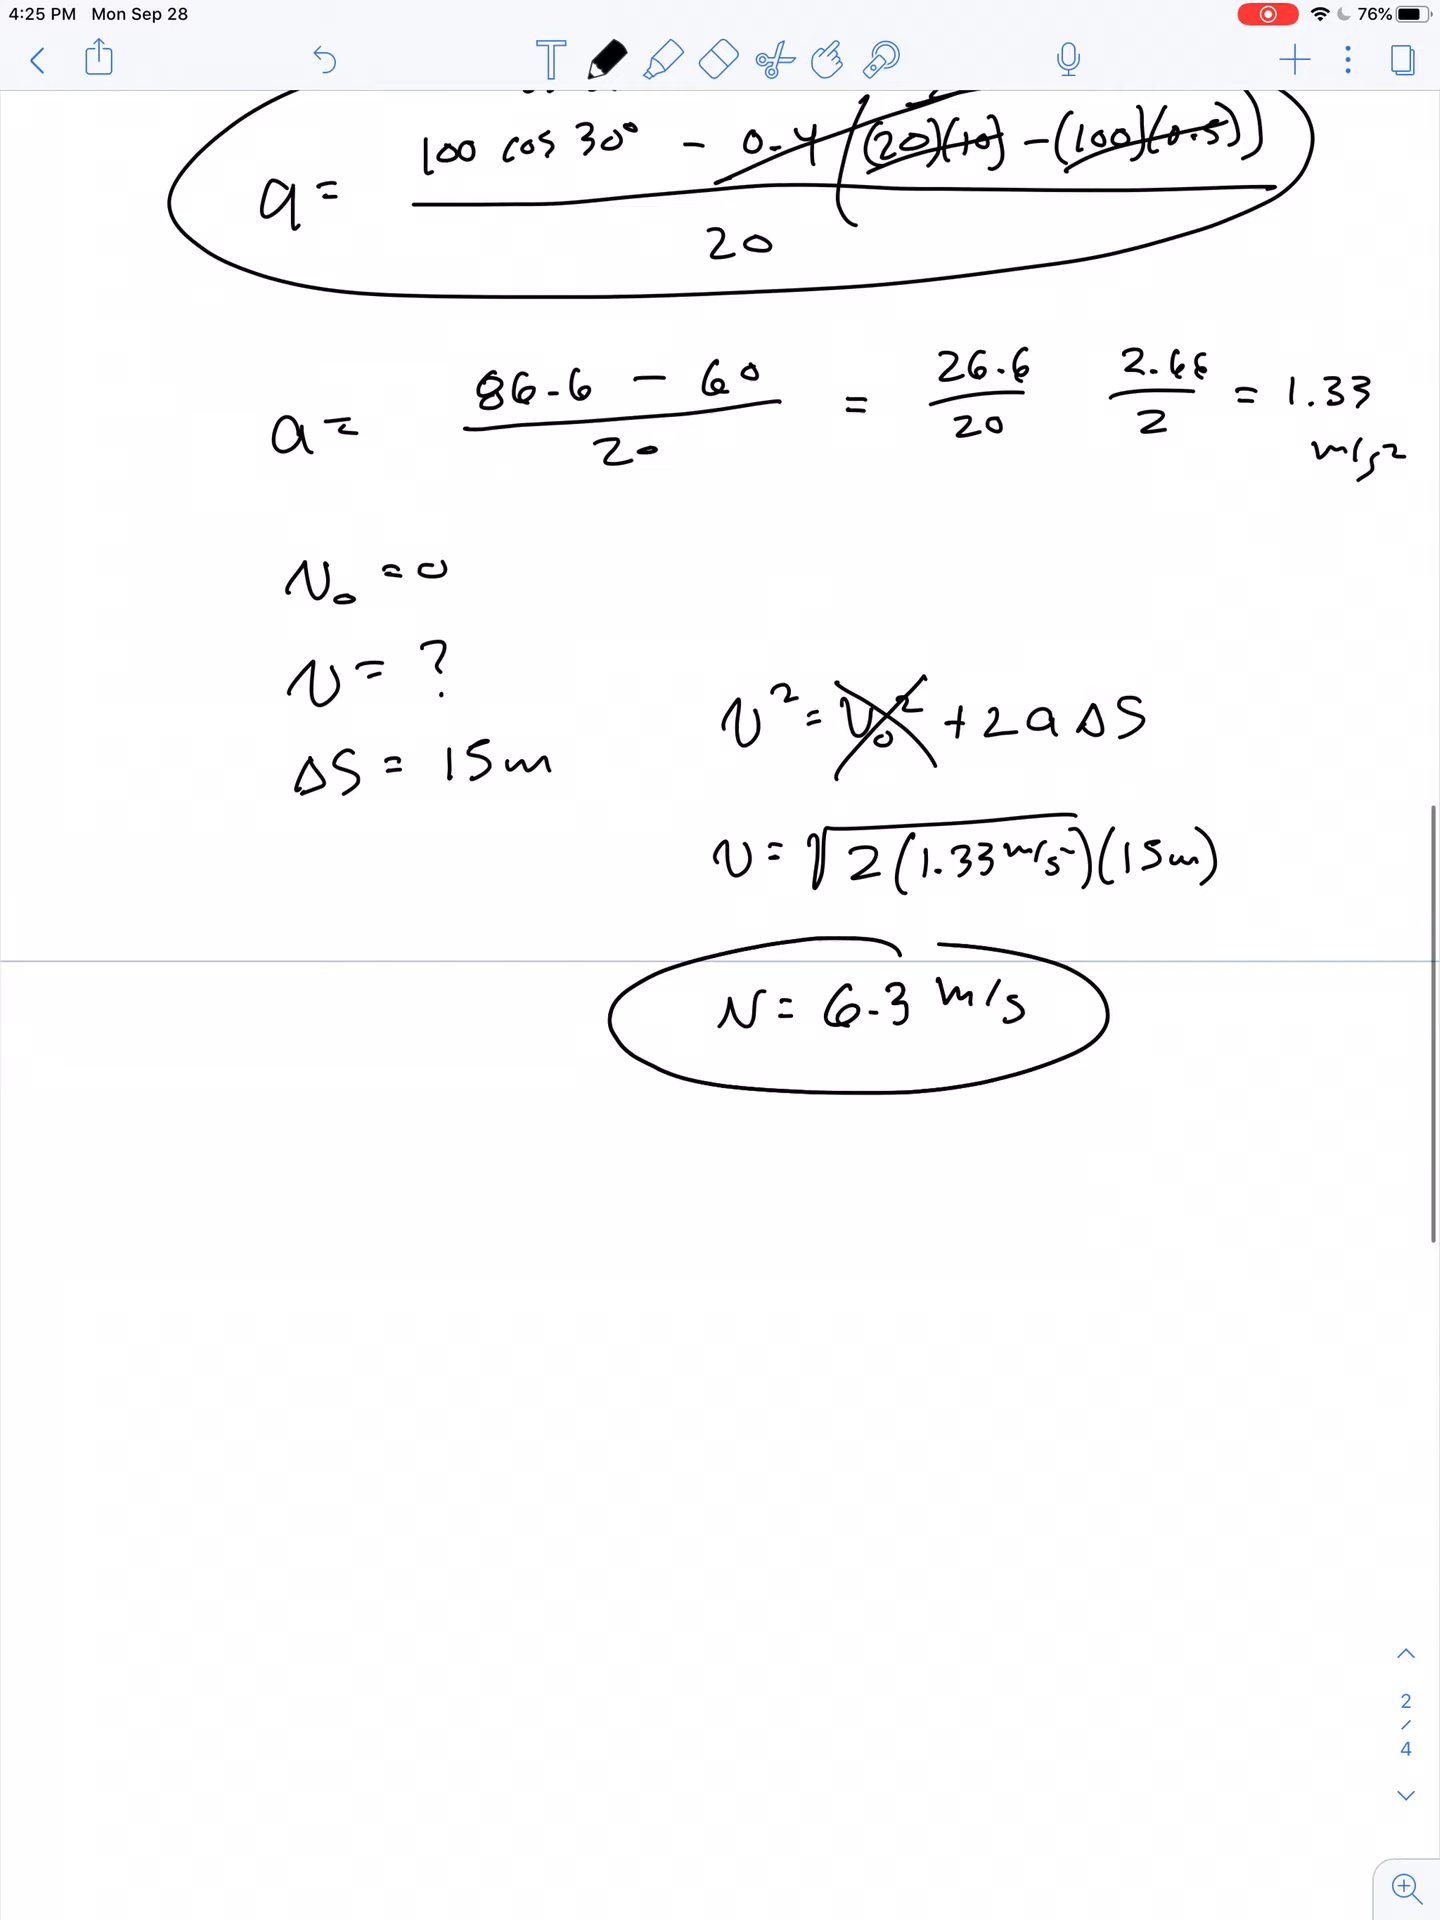 4:25 PM Mon Sep 28 76%
T
100 cos 30° - 0.4 ((20)(10) - (100)(0.5))
a =
20
a = 86.6 - 60 / 20 = 26.6 / 20 2.66 / 2 = 1.33
m/s²
v₀ = 0
v = ?
v² = v₀² + 2a ΔS
ΔS = 15m
v = √2(1.33 m/s²)(15m)
v = 6.3 m/s
2
/
4